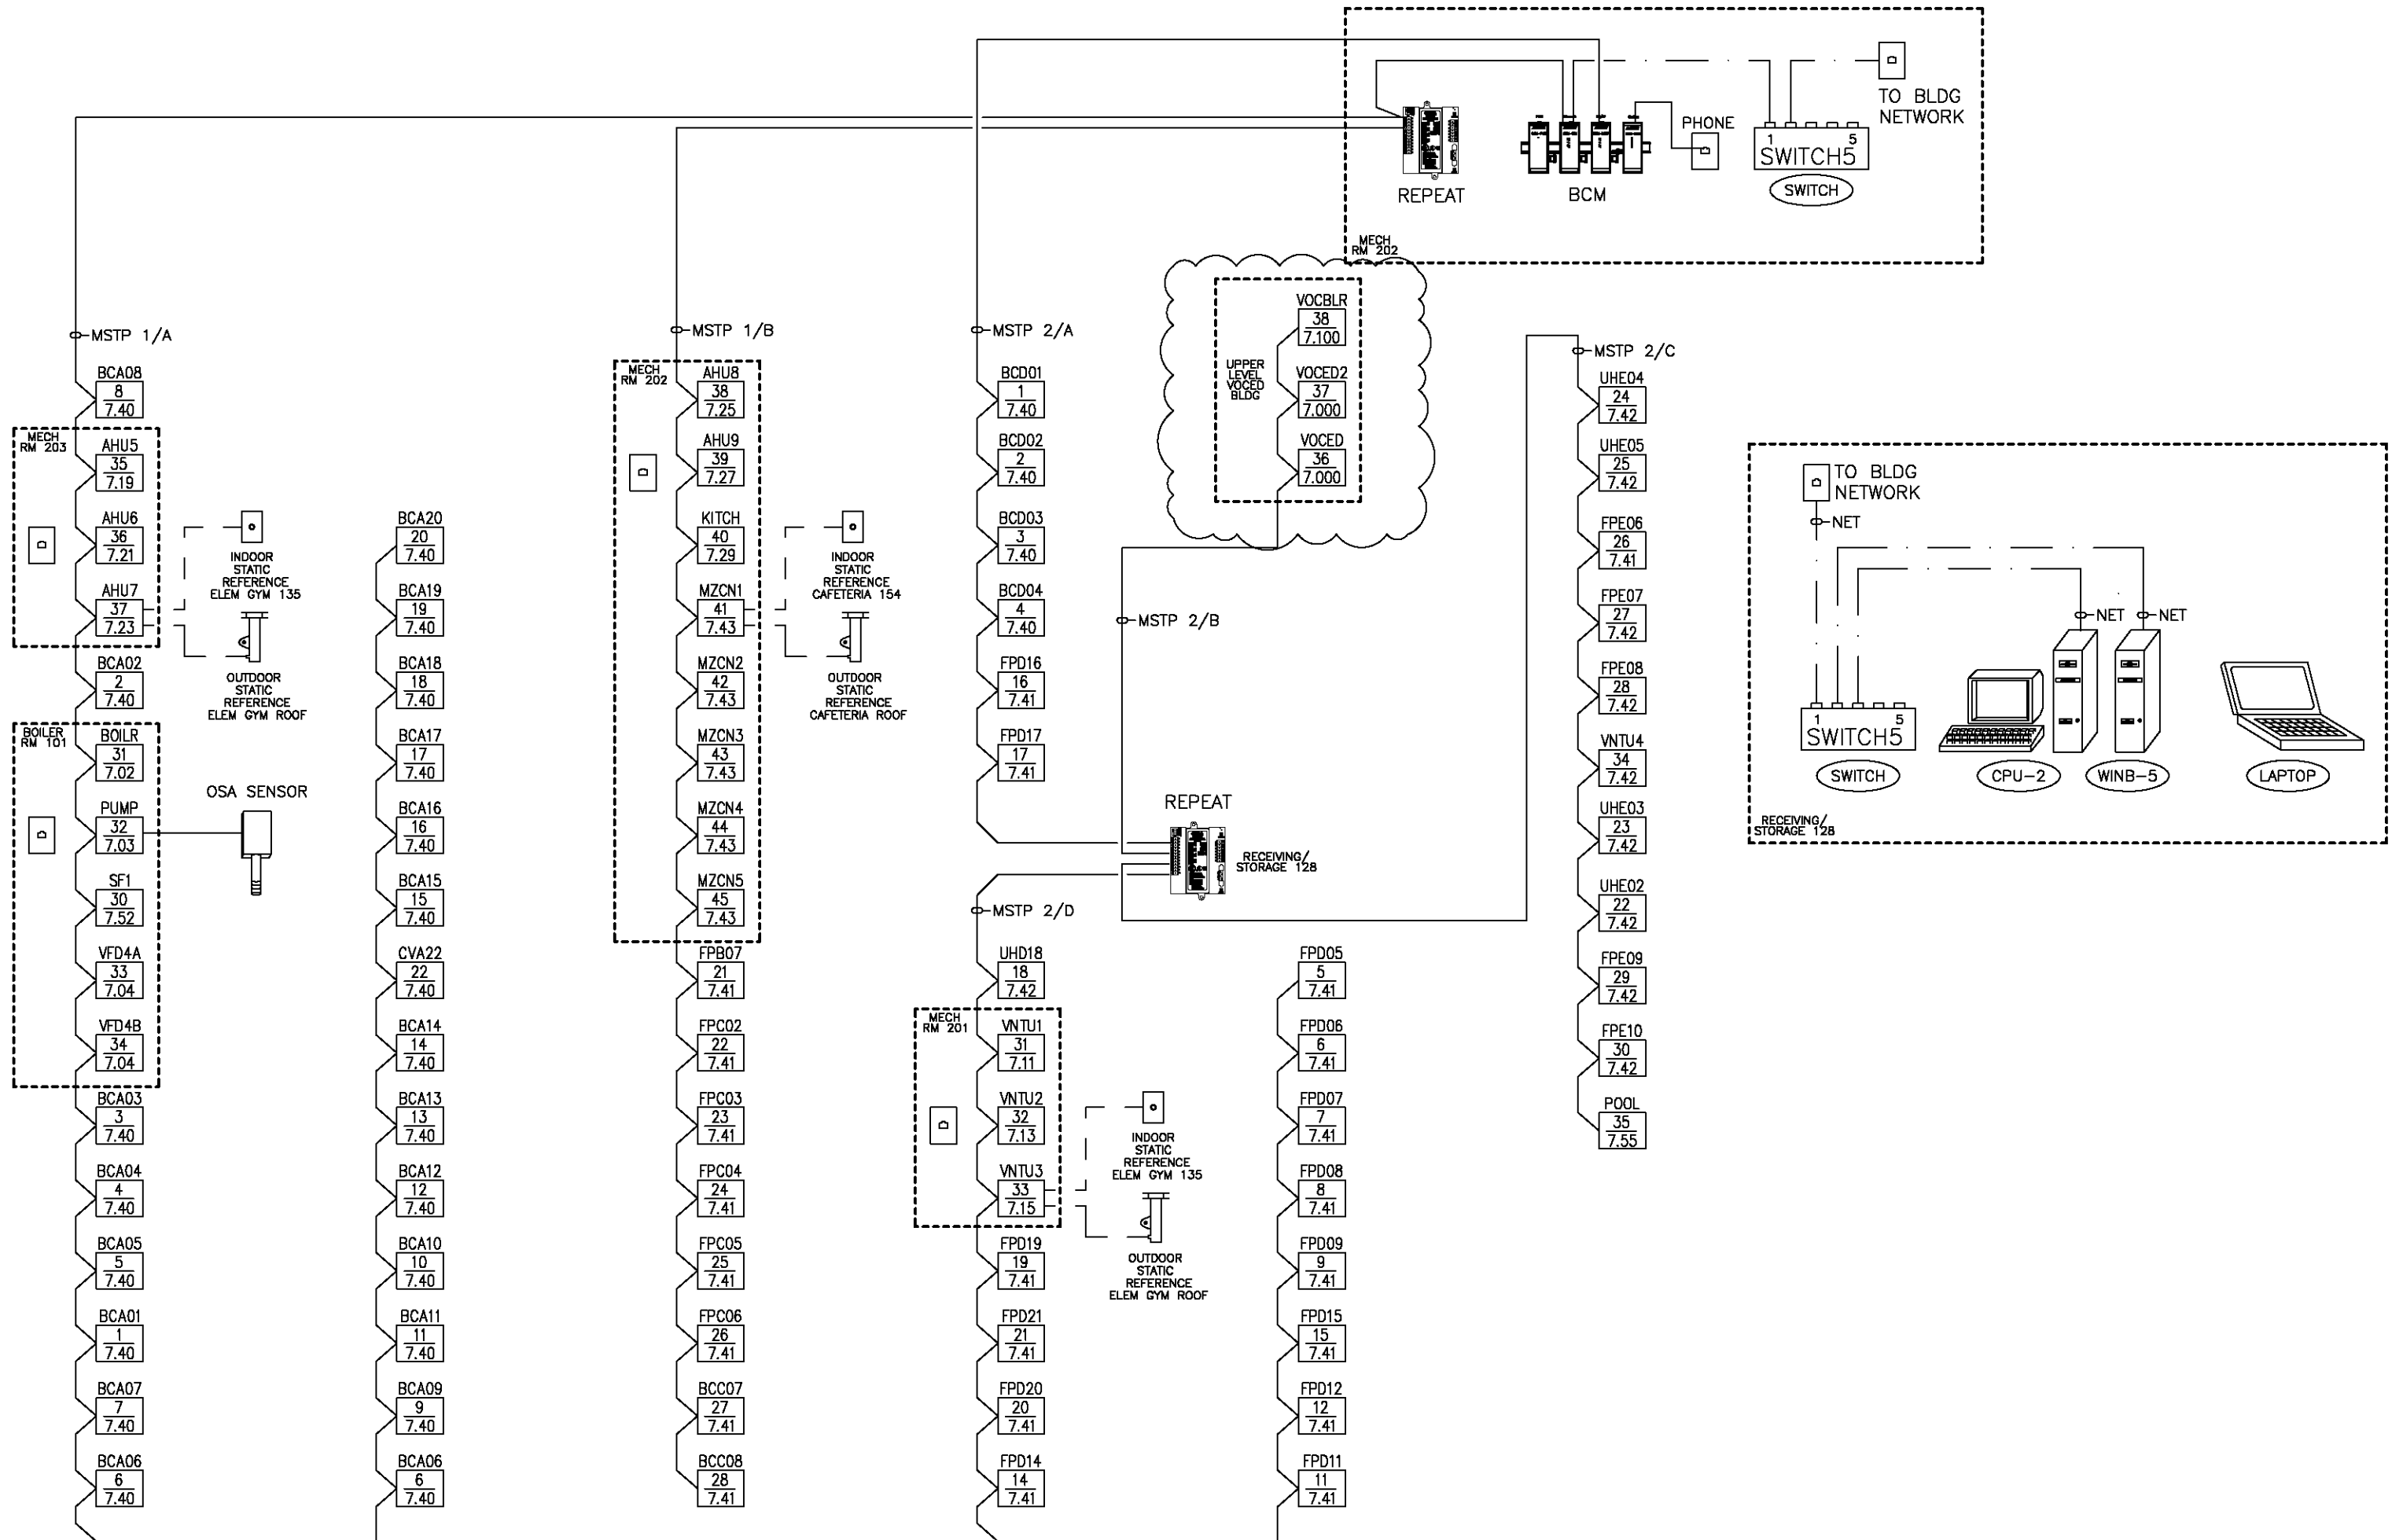 TO BLDG
NETWORK
PHONE
1 5
SWITCH5
SWITCH
REPEAT
BCM
MECH
RM 202
MSTP 1/A
BCA08
8
7.40
MECH
RM 203
AHU5
35
7.19
AHU6
36
7.21
AHU7
37
7.23
INDOOR
STATIC
REFERENCE
ELEM GYM 135
OUTDOOR
STATIC
REFERENCE
ELEM GYM ROOF
BCA02
2
7.40
BOILER
RM 101
BOILR
31
7.02
PUMP
32
7.03
OSA SENSOR
SF1
30
7.52
VFD4A
33
7.04
VFD4B
34
7.04
BCA03
3
7.40
BCA04
4
7.40
BCA05
5
7.40
BCA01
1
7.40
BCA07
7
7.40
BCA06
6
7.40
BCA20
20
7.40
BCA19
19
7.40
BCA18
18
7.40
BCA17
17
7.40
BCA16
16
7.40
BCA15
15
7.40
CVA22
22
7.40
BCA14
14
7.40
BCA13
13
7.40
BCA12
12
7.40
BCA10
10
7.40
BCA11
11
7.40
BCA09
9
7.40
BCA06
6
7.40
MSTP 1/B
MECH
RM 202
AHU8
38
7.25
AHU9
39
7.27
KITCH
40
7.29
MZCN1
41
7.43
INDOOR
STATIC
REFERENCE
CAFETERIA 154
OUTDOOR
STATIC
REFERENCE
CAFETERIA ROOF
MZCN2
42
7.43
MZCN3
43
7.43
MZCN4
44
7.43
MZCN5
45
7.43
FPB07
21
7.41
FPC02
22
7.41
FPC03
23
7.41
FPC04
24
7.41
FPC05
25
7.41
FPC06
26
7.41
BCC07
27
7.41
BCC08
28
7.41
MSTP 2/A
BCD01
1
7.40
BCD02
2
7.40
BCD03
3
7.40
BCD04
4
7.40
FPD16
16
7.41
FPD17
17
7.41
UPPER
LEVEL
VOCED
BLDG
VOCBLR
38
7.100
VOCED2
37
7.000
VOCED
36
7.000
MSTP 2/B
REPEAT
RECEIVING/
STORAGE 128
MSTP 2/D
UHD18
18
7.42
MECH
RM 201
VNTU1
31
7.11
VNTU2
32
7.13
VNTU3
33
7.15
INDOOR
STATIC
REFERENCE
ELEM GYM 135
OUTDOOR
STATIC
REFERENCE
ELEM GYM ROOF
FPD19
19
7.41
FPD21
21
7.41
FPD20
20
7.41
FPD14
14
7.41
FPD05
5
7.41
FPD06
6
7.41
FPD07
7
7.41
FPD08
8
7.41
FPD09
9
7.41
FPD15
15
7.41
FPD12
12
7.41
FPD11
11
7.41
MSTP 2/C
UHE04
24
7.42
UHE05
25
7.42
FPE06
26
7.41
FPE07
27
7.42
FPE08
28
7.42
VNTU4
34
7.42
UHE03
23
7.42
UHE02
22
7.42
FPE09
29
7.42
FPE10
30
7.42
POOL
35
7.55
TO BLDG
NETWORK
NET
NET NET
1 5
SWITCH5
SWITCH
CPU-2
WINB-5
LAPTOP
RECEIVING/
STORAGE 128